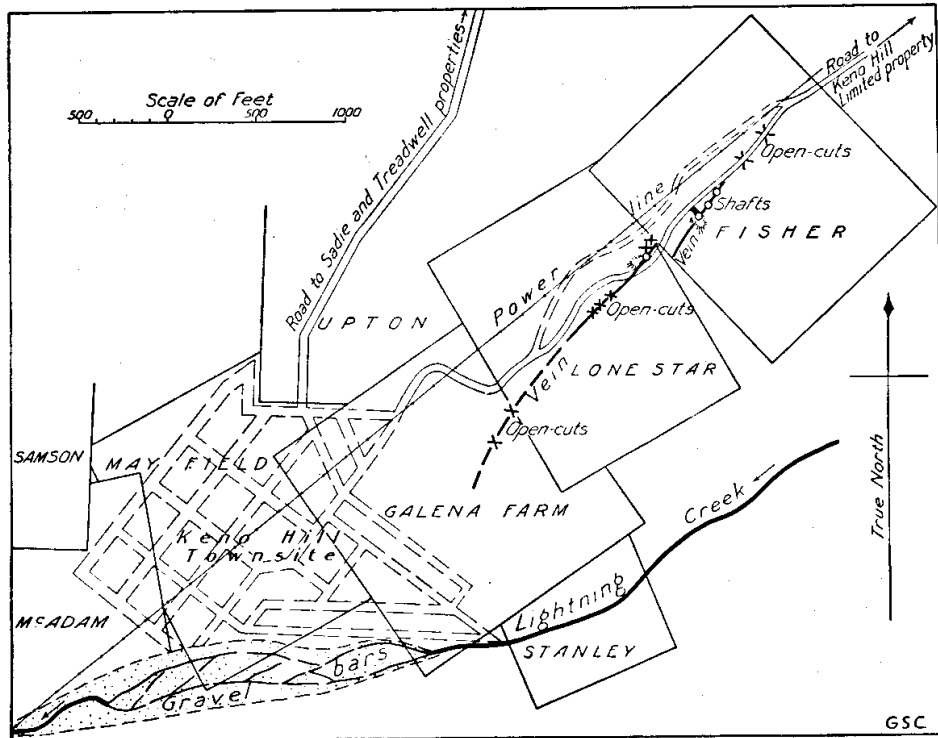 Road to
Keno Hill
Limited property
Scale of Feet
500 0 500 1000
Road to Sadie and Treadwell properties
Open-cuts
Shafts
Vein
FISHER
Power line
UPTON
Open-cuts
LONE STAR
Vein
Open-cuts
SAMSON
MAY FIELD
GALENA FARM
Creek
True North
Keno Hill
Townsite
McADAM
Lightning
STANLEY
Gravel bars
GSC